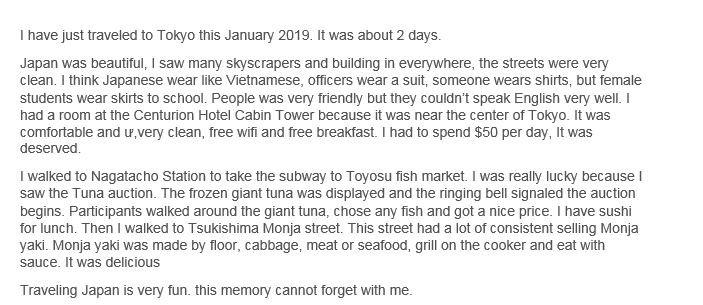 I have just traveled to Tokyo this January 2019. It was about 2 days.
Japan was beautiful, I saw many skyscrapers and building in everywhere, the streets were very
clean. I think Japanese wear like Vietnamese, officers wear a suit, someone wears shirts, but female
students wear skirts to school. People was very friendly but they couldn't speak English very well. I
had a room at the Centurion Hotel Cabin Tower because it was near the center of Tokyo. It was
comfortable and ư,very clean, free wifi and free breakfast. I had to spend $50 per day, It was
deserved.
I walked to Nagatacho Station to take the subway to Toyosu fish market. I was really lucky because I
saw the Tuna auction. The frozen giant tuna was displayed and the ringing bell signaled the auction
begins. Participants walked around the giant tuna, chose any fish and got a nice price. I have sushi
for lunch. Then I walked to Tsukishima Monja street. This street had a lot of consistent selling Monja
yaki. Monja yaki was made by floor, cabbage, meat or seafood, grill on the cooker and eat with
sauce. It was delicious
Traveling Japan is very fun. this memory cannot forget with me.